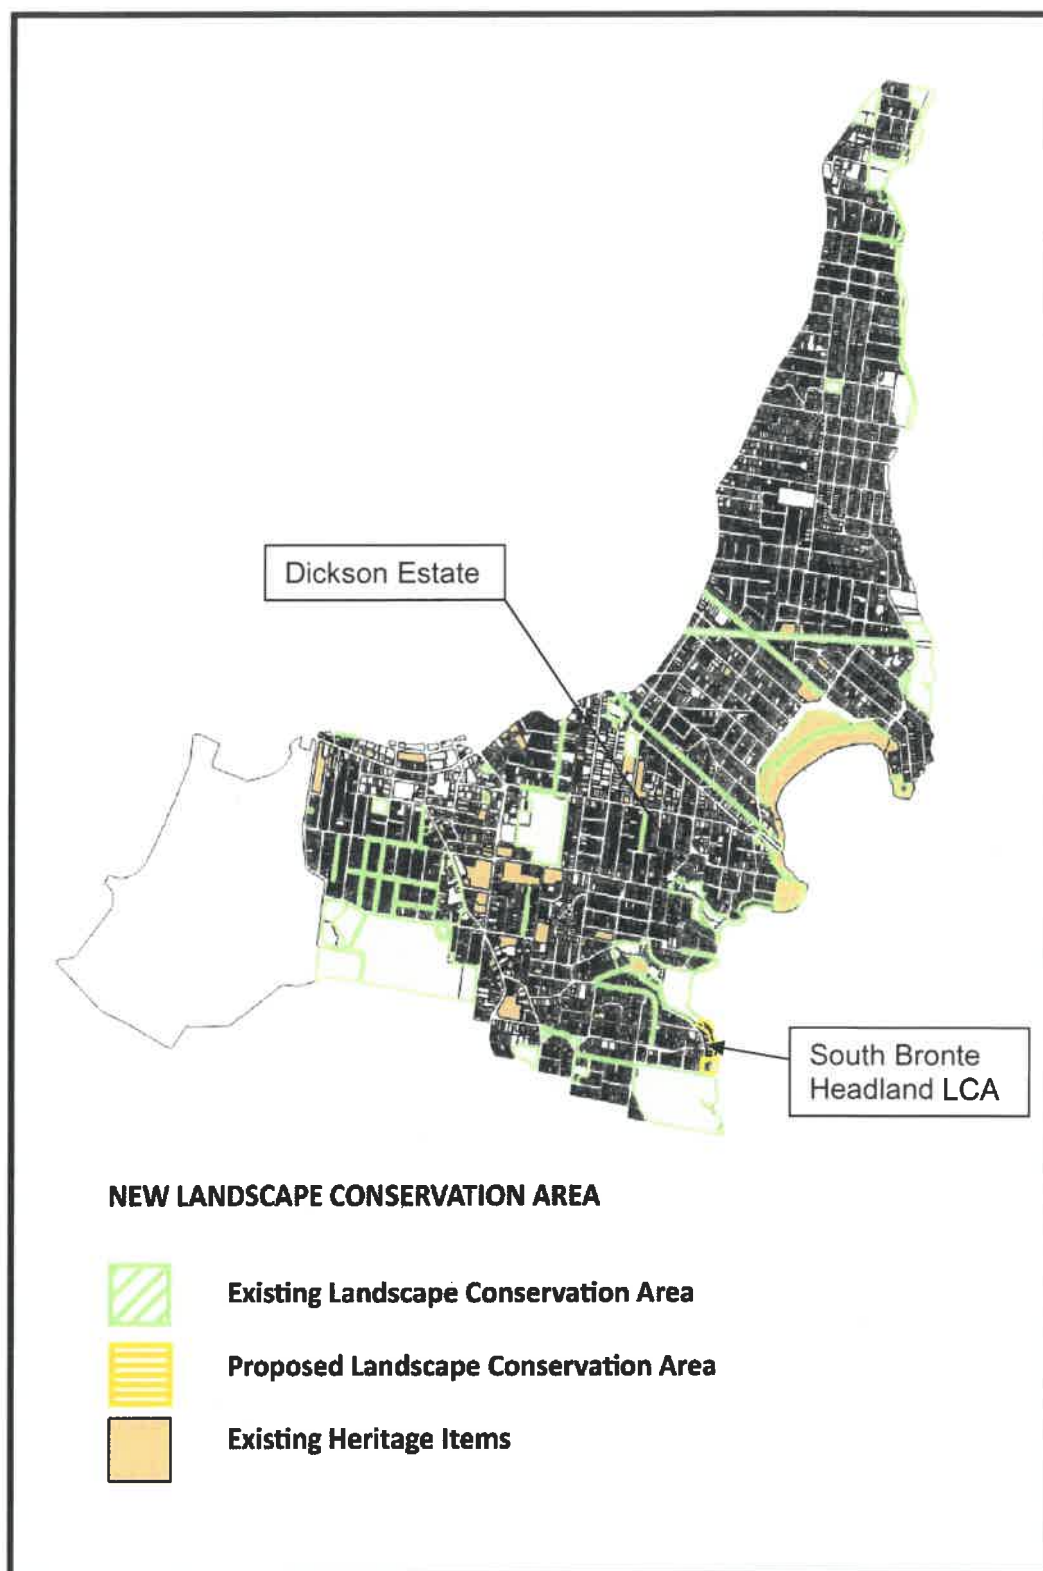 Dickson Estate
South Bronte
Headland LCA
NEW LANDSCAPE CONSERVATION AREA
Existing Landscape Conservation Area
Proposed Landscape Conservation Area
Existing Heritage Items